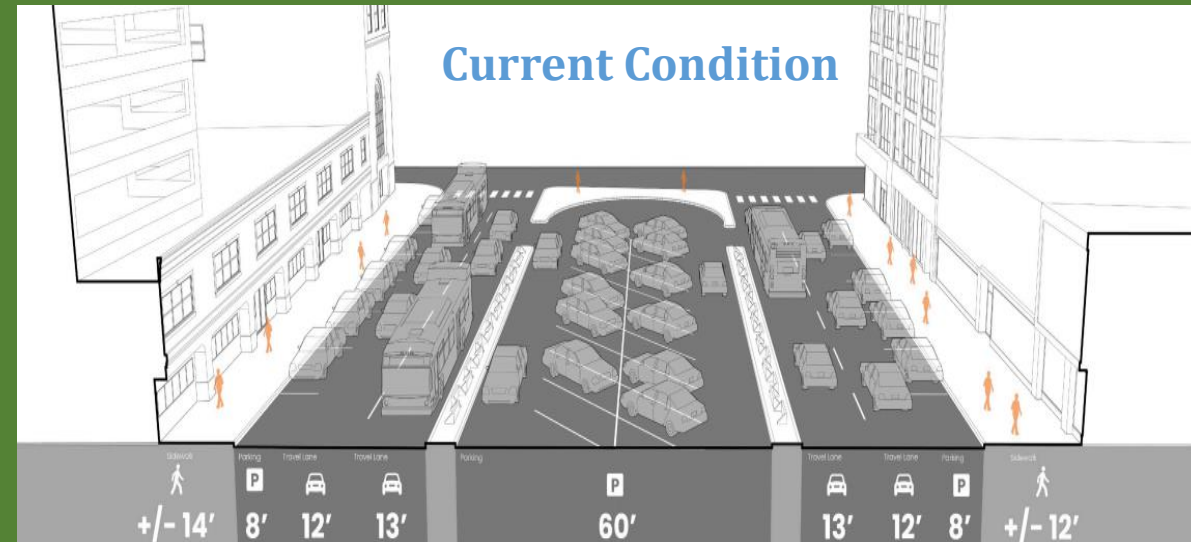 Current Condition
Sidewalk Parking Travel Lane Travel Lane Parking Travel Lane Travel Lane Parking Sidewalk
P P P
+/- 14' 8' 12' 13' 60' 13' 12' 8' +/- 12'